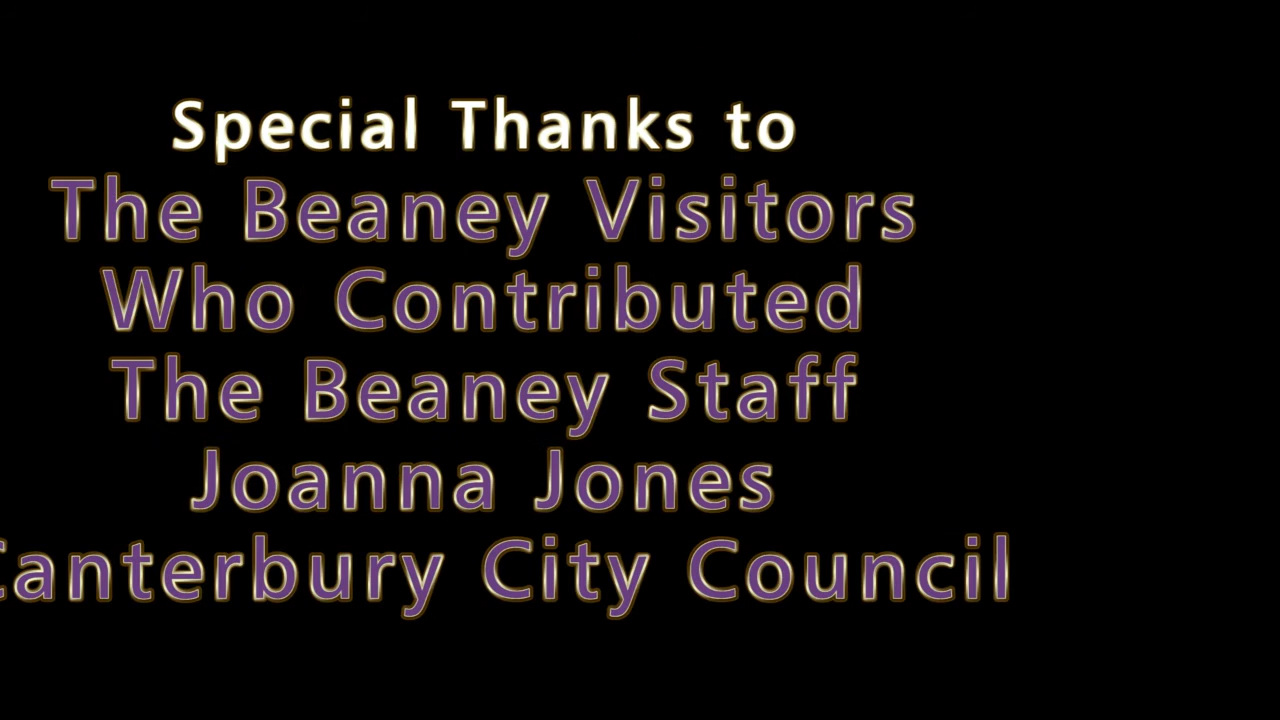 Special Thanks to
The Beaney Visitors
Who Contributed
The Beaney Staff
Joanna Jones
Canterbury City Council